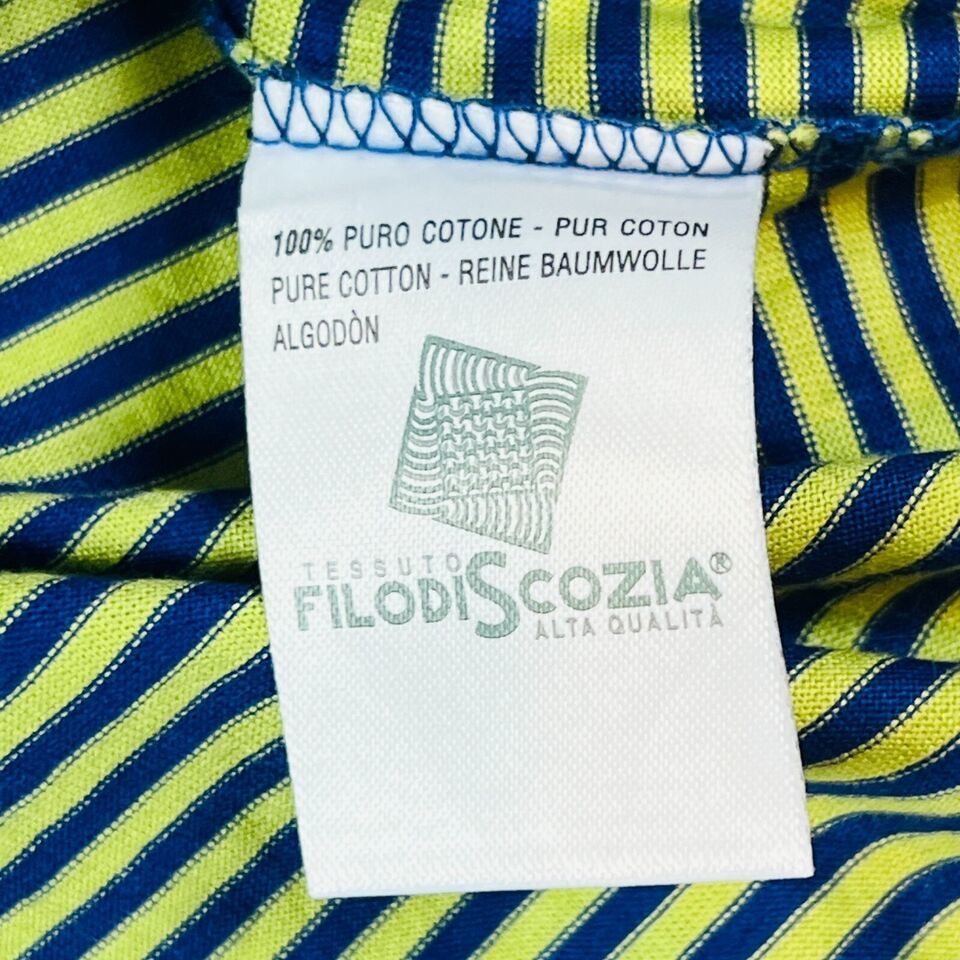 100% PURO COTONE - PUR COTON
PURE COTTON - REINE BAUMWOLLE
ALGODÒN
TESSUTO
FILODISCOZIA®
ALTA QUALITÀ